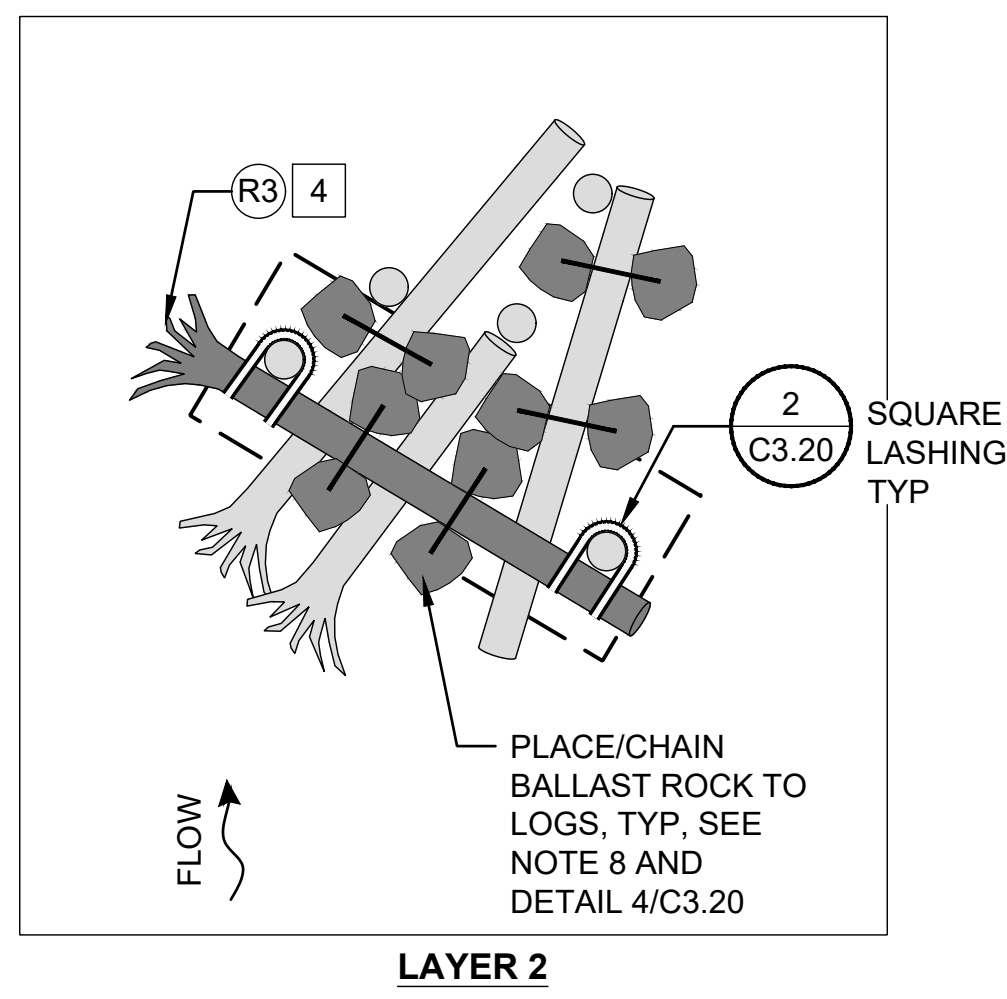 R3 4
2
C3.20
SQUARE
LASHING
TYP
PLACE/CHAIN
BALLAST ROCK TO
LOGS, TYP, SEE
NOTE 8 AND
DETAIL 4/C3.20
FLOW
LAYER 2